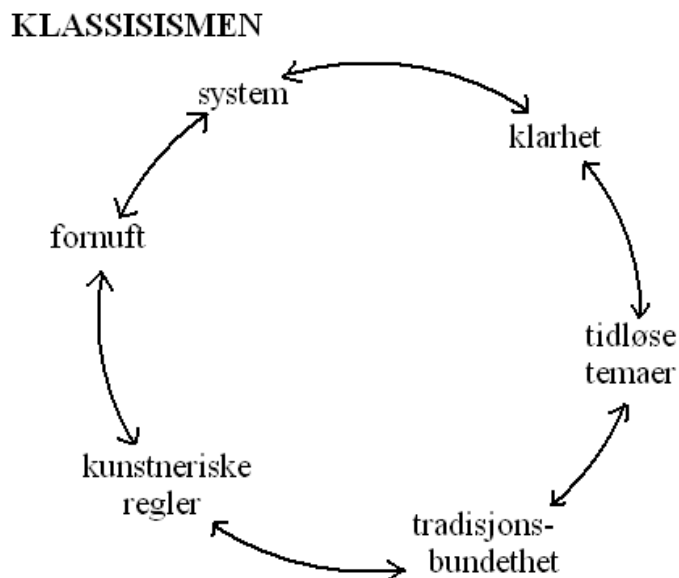 KLASSISISMEN
system
klarhet
tidløse
temaer
tradisjons-
bundethet
kunstneriske
regler
fornuft